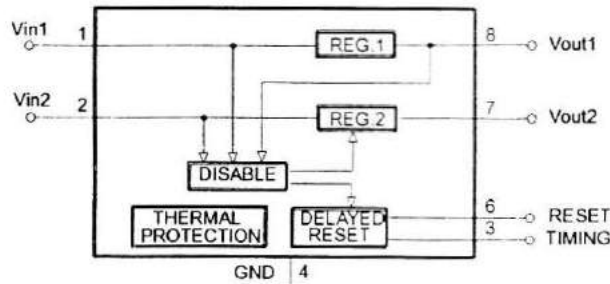 Vin1 1 REG.1 8 Vout1
Vin2 2 REG.2 7 Vout2
DISABLE
THERMAL PROTECTION
DELAYED RESET
6 RESET
3 TIMING
GND 4